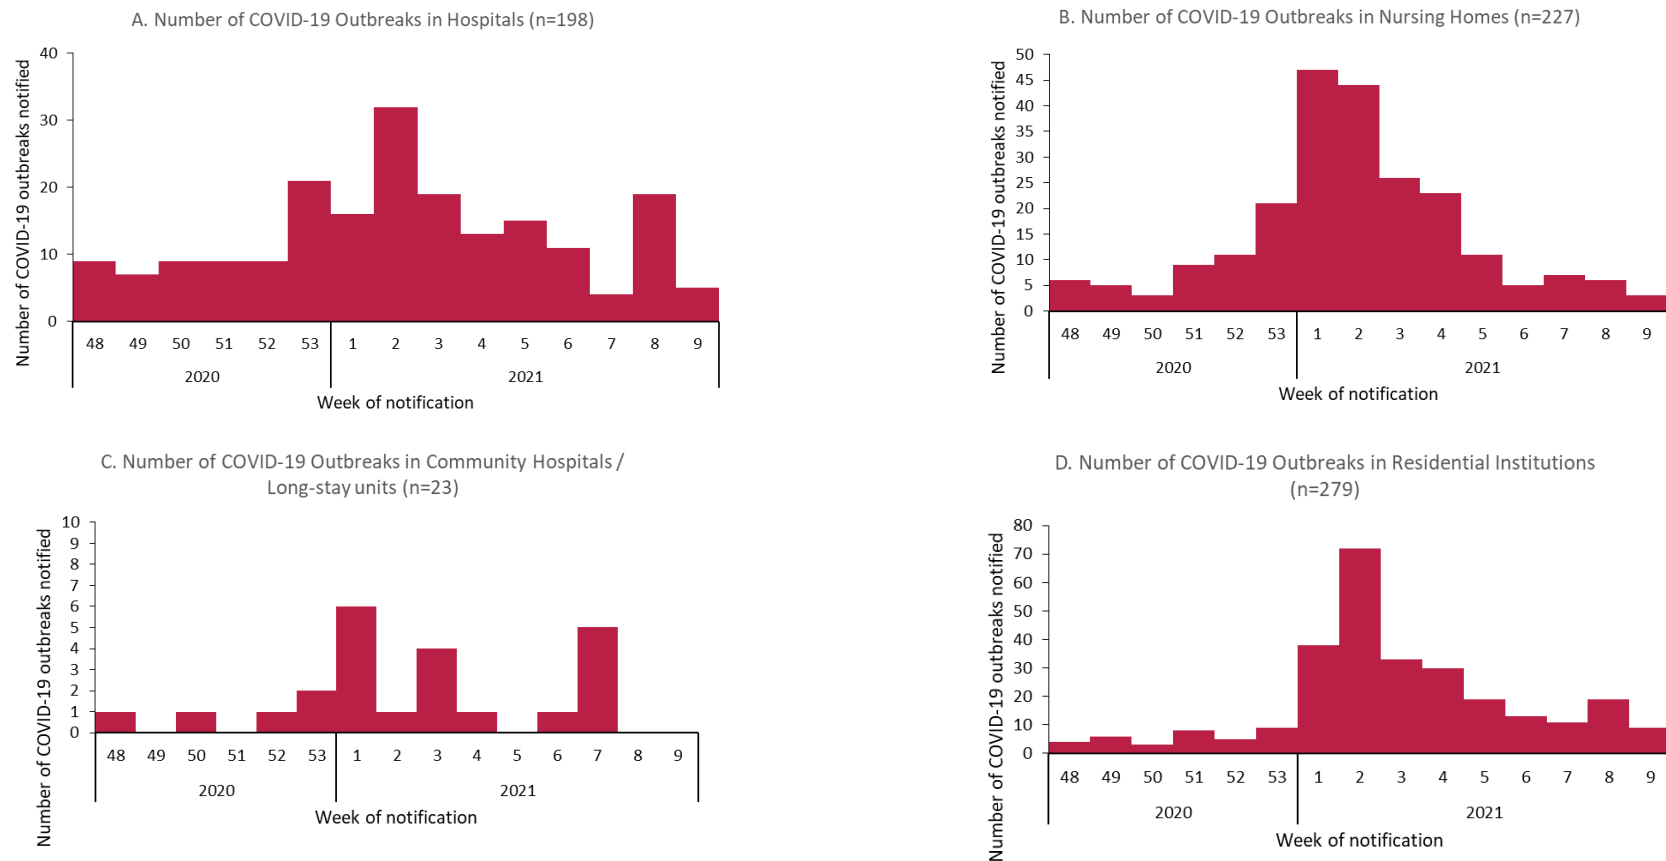 A. Number of COVID-19 Outbreaks in Hospitals (n=198)
Number of COVID-19 outbreaks notified
40
30
20
10
0
48 49 50 51 52 53 1 2 3 4 5 6 7 8 9
2020 2021
Week of notification
B. Number of COVID-19 Outbreaks in Nursing Homes (n=227)
Number of COVID-19 outbreaks notified
50
45
40
35
30
25
20
15
10
5
0
48 49 50 51 52 53 1 2 3 4 5 6 7 8 9
2020 2021
Week of notification
C. Number of COVID-19 Outbreaks in Community Hospitals /
Long-stay units (n=23)
Number of COVID-19 outbreaks notified
10
9
8
7
6
5
4
3
2
1
0
48 49 50 51 52 53 1 2 3 4 5 6 7 8 9
2020 2021
Week of notification
D. Number of COVID-19 Outbreaks in Residential Institutions
(n=279)
Number of COVID-19 outbreaks notified
80
70
60
50
40
30
20
10
0
48 49 50 51 52 53 1 2 3 4 5 6 7 8 9
2020 2021
Week of notification